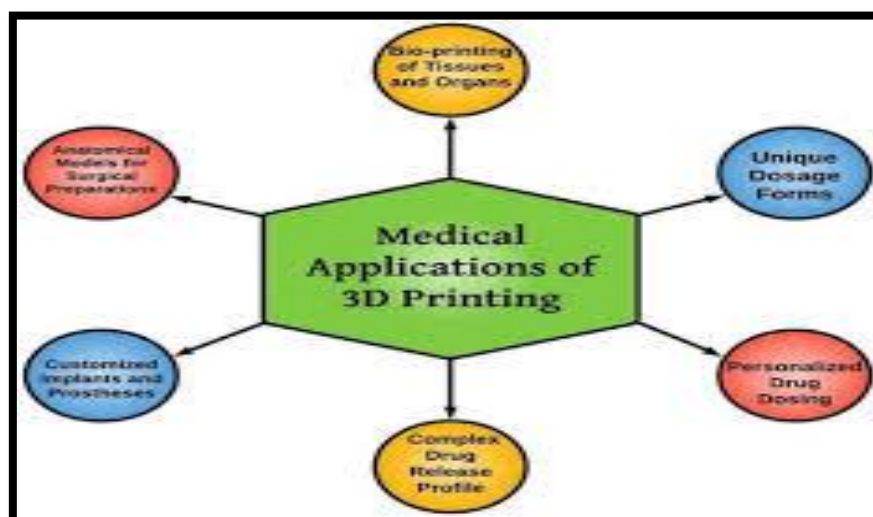 Bio-printing
of Tissues
and Organs
Anatomical
Models for
Surgical
Preparations
Unique
Dosage
Forms
Medical
Applications of
3D Printing
Customized
Implants and
Prostheses
Personalized
Drug
Dosing
Complex
Drug
Release
Profile